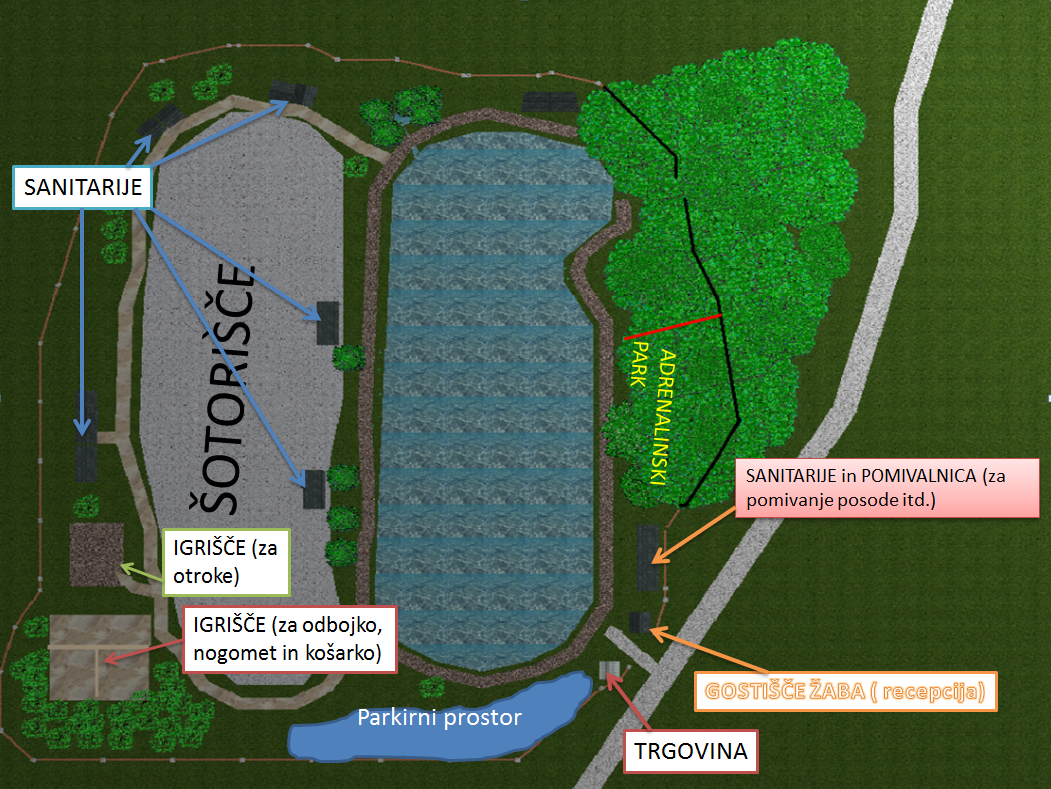 SANITARIJE
ŠOTORIŠČE
ADRENALINSKI
PARK
SANITARIJE in POMIVALNICA (za
pomivanje posode itd.)
IGRIŠČE (za
otroke)
IGRIŠČE (za odbojko,
nogomet in košarko)
GOSTIŠČE ŽABA ( recepcija)
Parkirni prostor
TRGOVINA